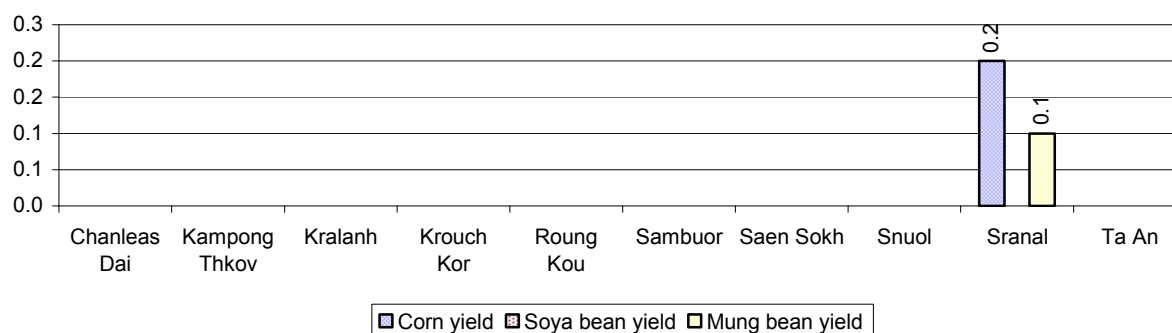 0.3
0.2
0.2
0.1
0.1
0.0
0.2
0.1
Chanleas Dai
Kampong Thkov
Kralanh
Krouch Kor
Roung Kou
Sambuor
Saen Sokh
Snuol
Sranal
Ta An
Corn yield
Soya bean yield
Mung bean yield